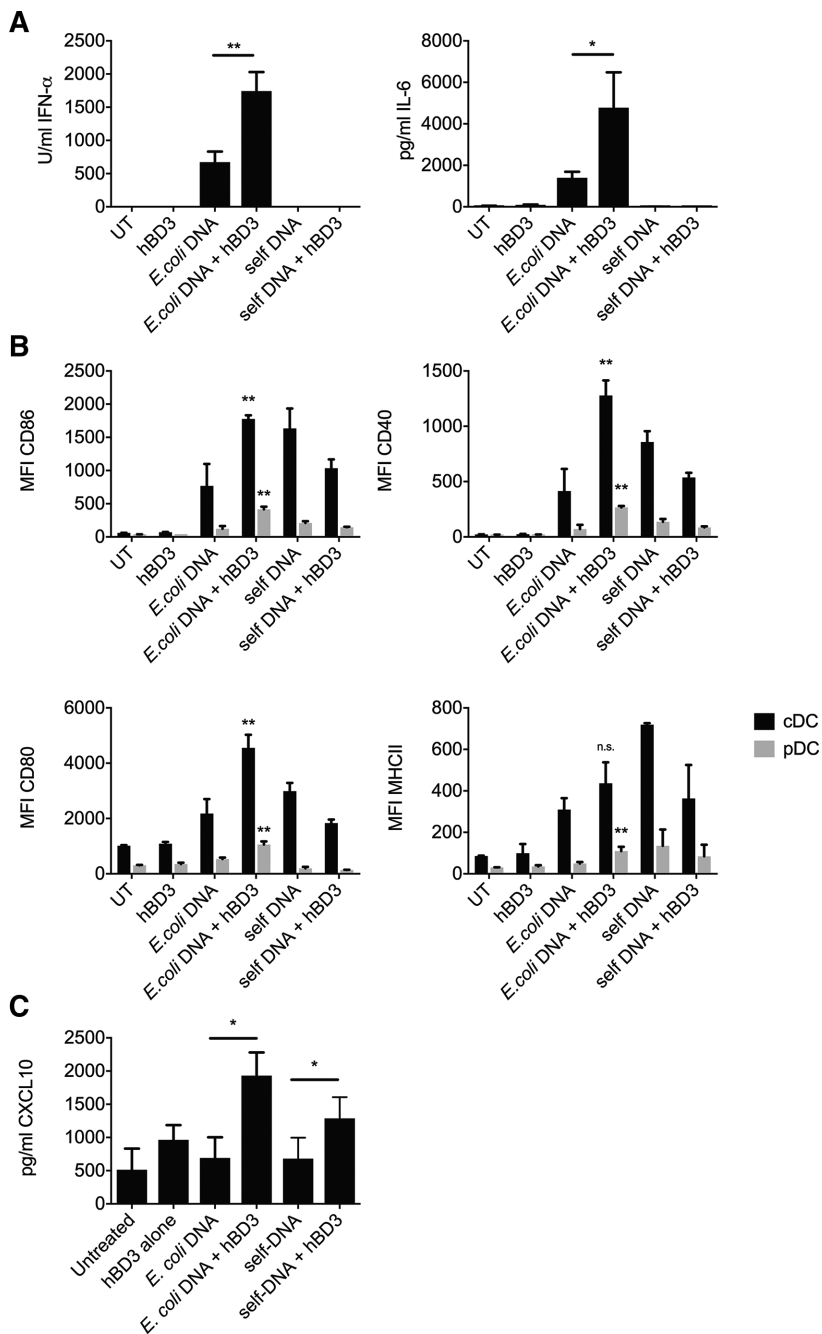 A
U/ml IFN-α
2500
2000
1500
1000
500
0
**
UT
hBD3
E.coli DNA
E.coli DNA + hBD3
self DNA
self DNA + hBD3
pg/ml IL-6
8000
6000
4000
2000
0
*
UT
hBD3
E.coli DNA
E.coli DNA + hBD3
self DNA
self DNA + hBD3
B
MFI CD86
2500
2000
1500
1000
500
0
**
**
UT
hBD3
E.coli DNA
E.coli DNA + hBD3
self DNA
self DNA + hBD3
MFI CD40
1500
1000
500
0
**
**
UT
hBD3
E.coli DNA
E.coli DNA + hBD3
self DNA
self DNA + hBD3
MFI CD80
6000
4000
2000
0
**
**
UT
hBD3
E.coli DNA
E.coli DNA + hBD3
self DNA
self DNA + hBD3
MFI MHCII
800
600
400
200
0
n.s.
**
UT
hBD3
E.coli DNA
E.coli DNA + hBD3
self DNA
self DNA + hBD3
cDC
pDC
C
pg/ml CXCL10
2500
2000
1500
1000
500
0
*
*
Untreated
hBD3 alone
E. coli DNA
E. coli DNA + hBD3
self-DNA
self-DNA + hBD3